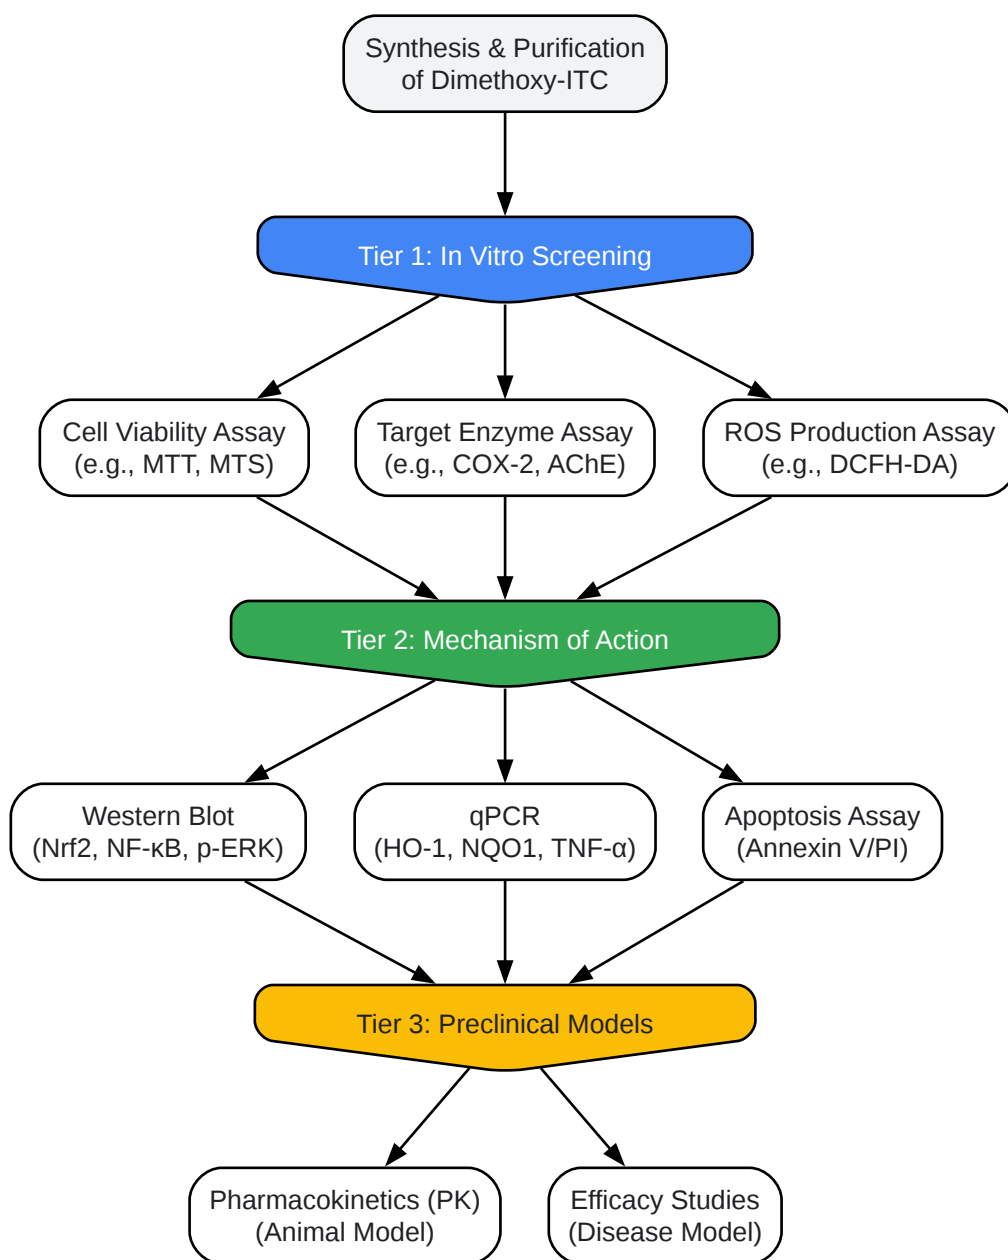 Synthesis & Purification
of Dimethoxy-ITC
Tier 1: In Vitro Screening
Cell Viability Assay
(e.g., MTT, MTS)
Target Enzyme Assay
(e.g., COX-2, AChE)
ROS Production Assay
(e.g., DCFH-DA)
Tier 2: Mechanism of Action
Western Blot
(Nrf2, NF-κB, p-ERK)
qPCR
(HO-1, NQO1, TNF-α)
Apoptosis Assay
(Annexin V/PI)
Tier 3: Preclinical Models
Pharmacokinetics (PK)
(Animal Model)
Efficacy Studies
(Disease Model)